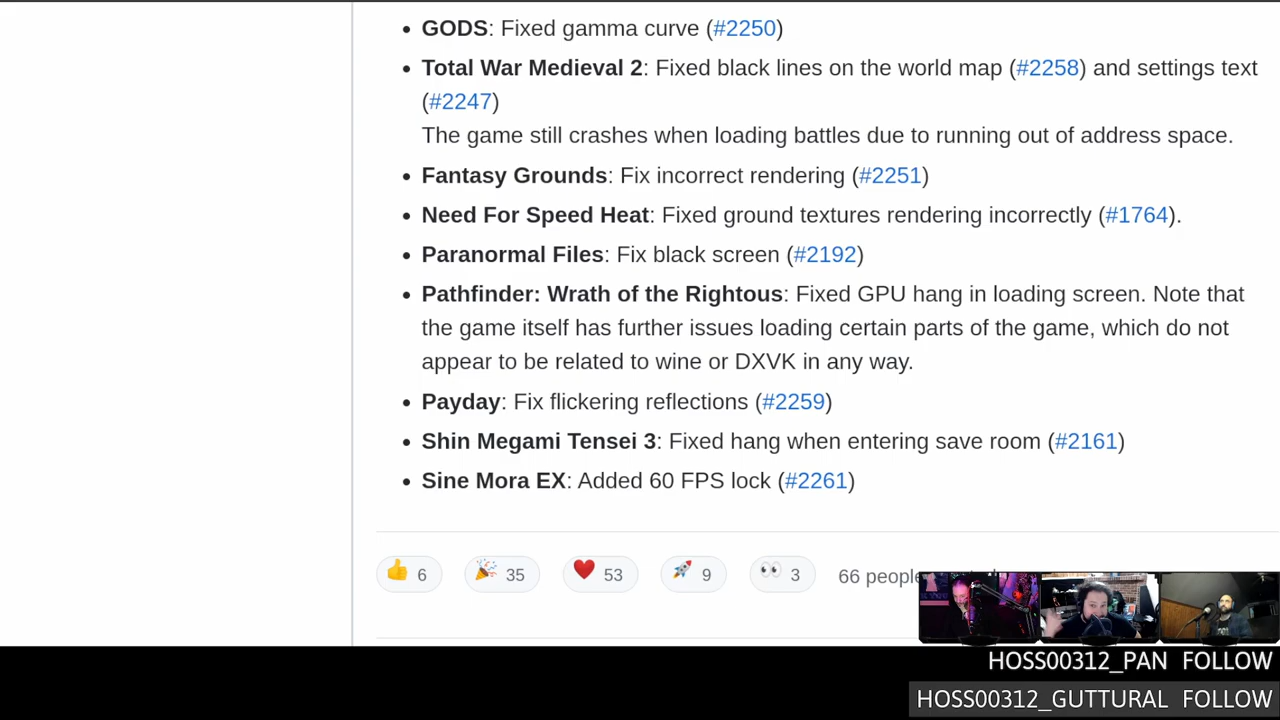 GODS: Fixed gamma curve (#2250)
Total War Medieval 2: Fixed black lines on the world map (#2258) and settings text
(#2247)
The game still crashes when loading battles due to running out of address space.
Fantasy Grounds: Fix incorrect rendering (#2251)
Need For Speed Heat: Fixed ground textures rendering incorrectly (#1764).
Paranormal Files: Fix black screen (#2192)
Pathfinder: Wrath of the Rightous: Fixed GPU hang in loading screen. Note that
the game itself has further issues loading certain parts of the game, which do not
appear to be related to wine or DXVK in any way.
Payday: Fix flickering reflections (#2259)
Shin Megami Tensei 3: Fixed hang when entering save room (#2161)
Sine Mora EX: Added 60 FPS lock (#2261)
6 35 53 9 3 66 people
HOSS00312_PAN FOLLOW
HOSS00312_GUTTURAL FOLLOW